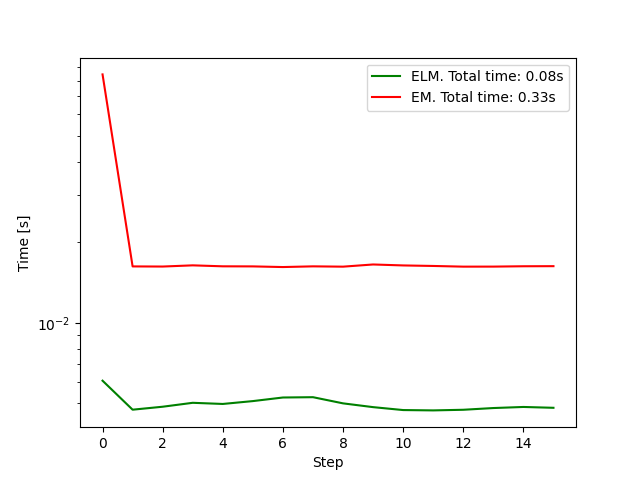 ELM. Total time: 0.08s
EM. Total time: 0.33s
Time [s]
10⁻²
0 2 4 6 8 10 12 14
Step